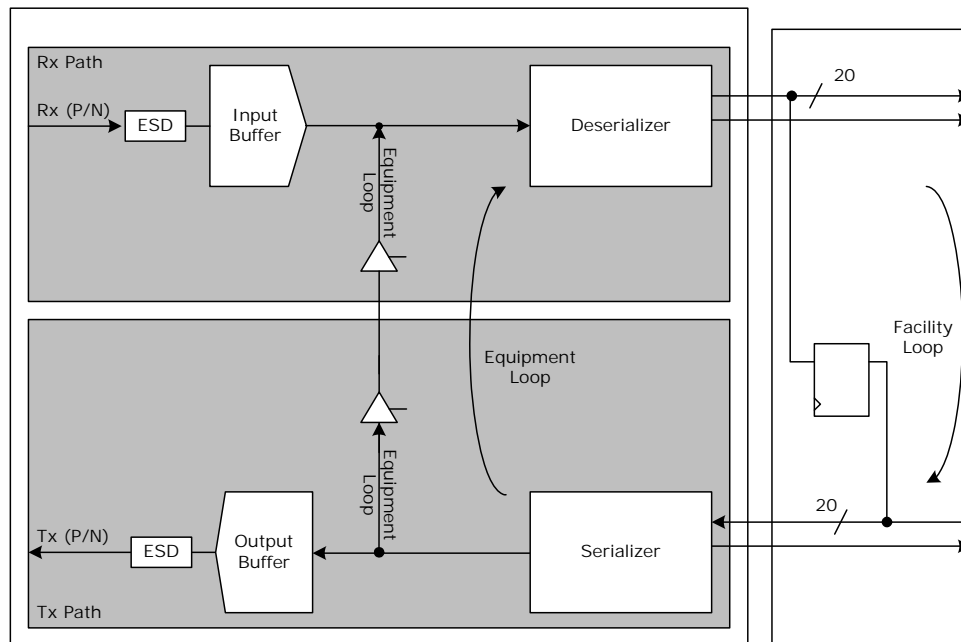 Rx Path
20
Rx (P/N)
ESD
Input
Buffer
Deserializer
Equipment
Loop
Equipment
Loop
Facility
Loop
Equipment
Loop
Tx (P/N)
ESD
Output
Buffer
Serializer
20
Tx Path